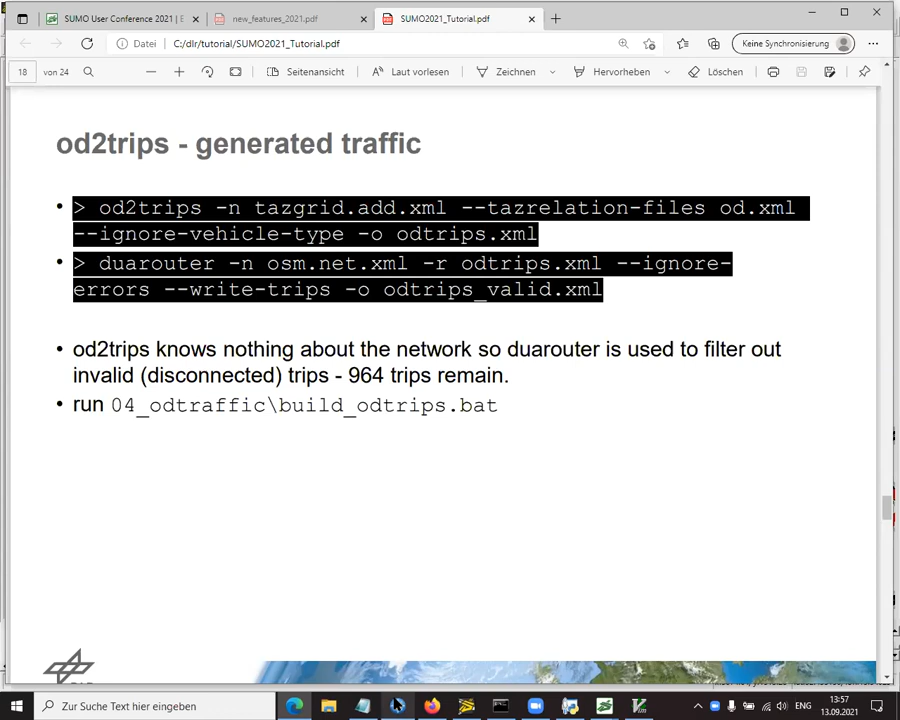 SUMO User Conference 2021 | E
new_features_2021.pdf
SUMO2021_Tutorial.pdf
Datei
C:/dlr/tutorial/SUMO2021_Tutorial.pdf
Keine Synchronisierung
18
von 24
Seitenansicht
Laut vorlesen
Zeichnen
Hervorheben
Löschen
od2trips - generated traffic
• > od2trips -n tazgrid.add.xml --tazrelation-files od.xml
--ignore-vehicle-type -o odtrips.xml
• > duarouter -n osm.net.xml -r odtrips.xml --ignore-
errors --write-trips -o odtrips_valid.xml
• od2trips knows nothing about the network so duarouter is used to filter out
invalid (disconnected) trips - 964 trips remain.
• run 04_odtraffic\build_odtrips.bat
Zur Suche Text hier eingeben
ENG
13:57
13.09.2021